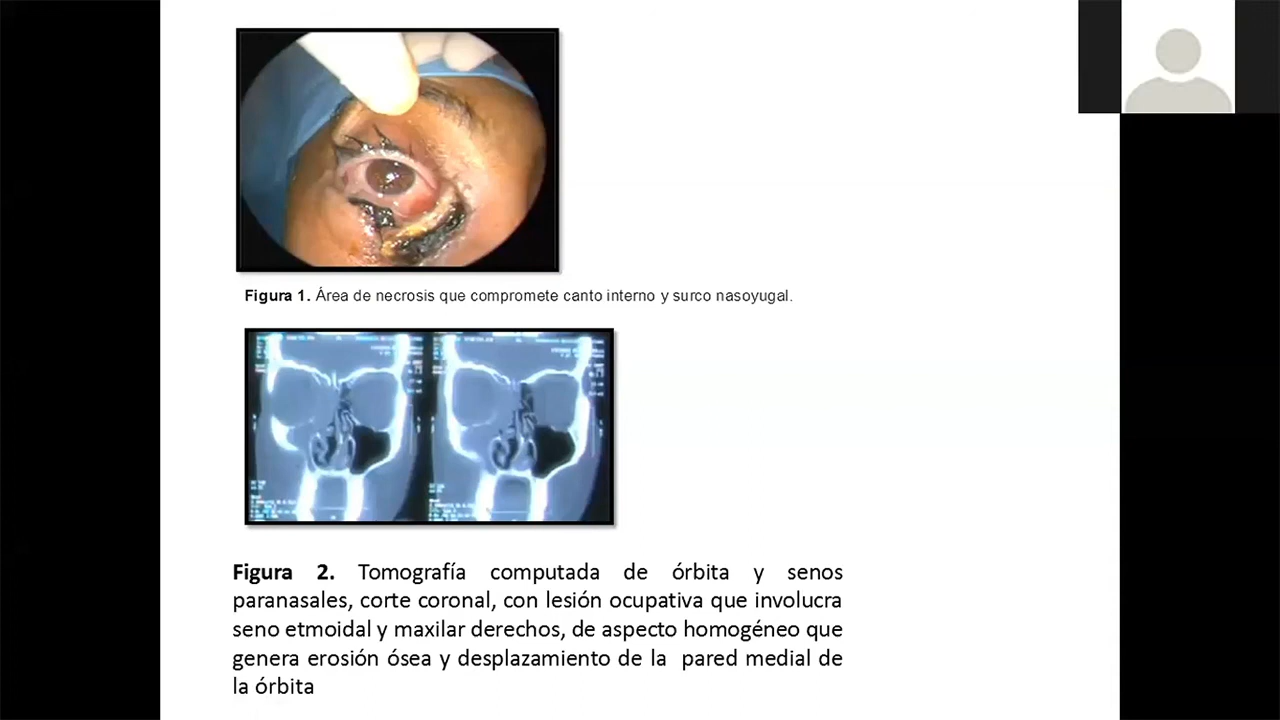 Figura 1. Área de necrosis que compromete canto interno y surco nasoyugal.
Figura 2. Tomografía computada de órbita y senos
paranasales, corte coronal, con lesión ocupativa que involucra
seno etmoidal y maxilar derechos, de aspecto homogéneo que
genera erosión ósea y desplazamiento de la pared medial de
la órbita